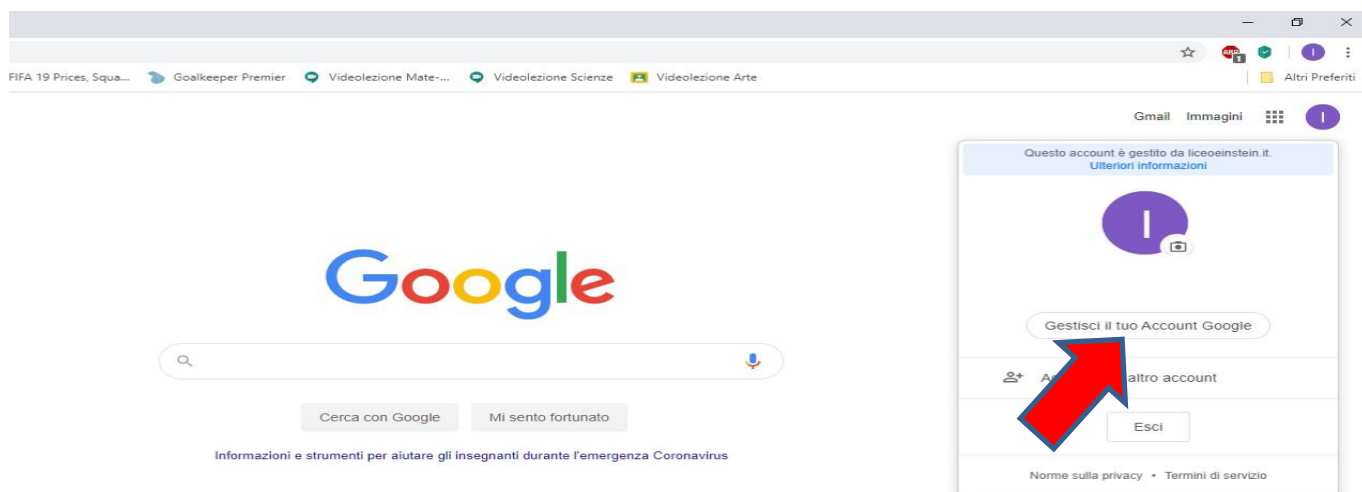 ABP 1 I
FIFA 19 Prices, Squa... Goalkeeper Premier Videolezione Mate-... Videolezione Scienze Videolezione Arte Altri Preferiti
Gmail Immagini I
Questo account è gestito da liceoeinstein.it.
Ulteriori informazioni
I
Google
Gestisci il tuo Account Google
altro account
Cerca con Google Mi sento fortunato
Esci
Informazioni e strumenti per aiutare gli insegnanti durante l'emergenza Coronavirus
Norme sulla privacy • Termini di servizio